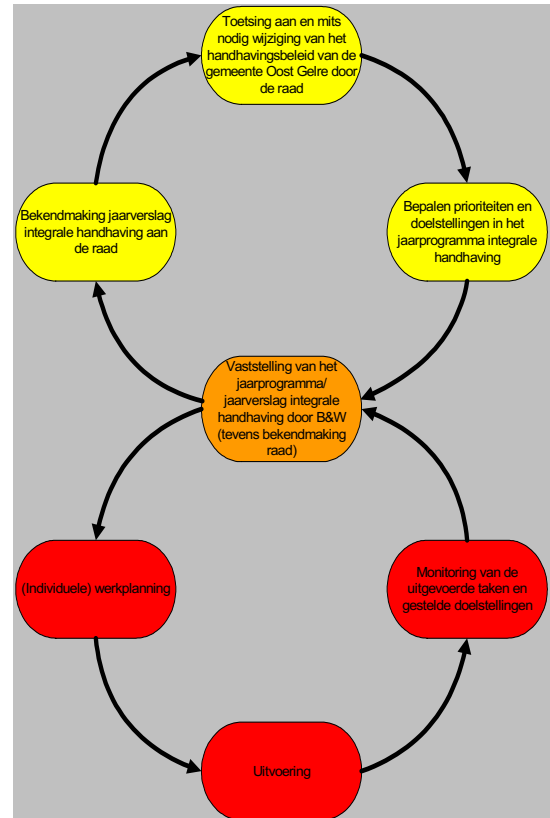 Toetsing aan en mits
nodig wijziging van het
handhavingsbeleid van de
gemeente Oost Gelre door
de raad
Bekendmaking jaarverslag
integrale handhaving aan
de raad
Bepalen prioriteiten en
doelstellingen in het
jaarprogramma integrale
handhaving
Vaststelling van het
jaarprogramma/
jaarverslag integrale
handhaving door B&W
(tevens bekendmaking
raad)
(Individuele) werkplanning
Monitoring van de
uitgevoerde taken en
gestelde doelstellingen
Uitvoering